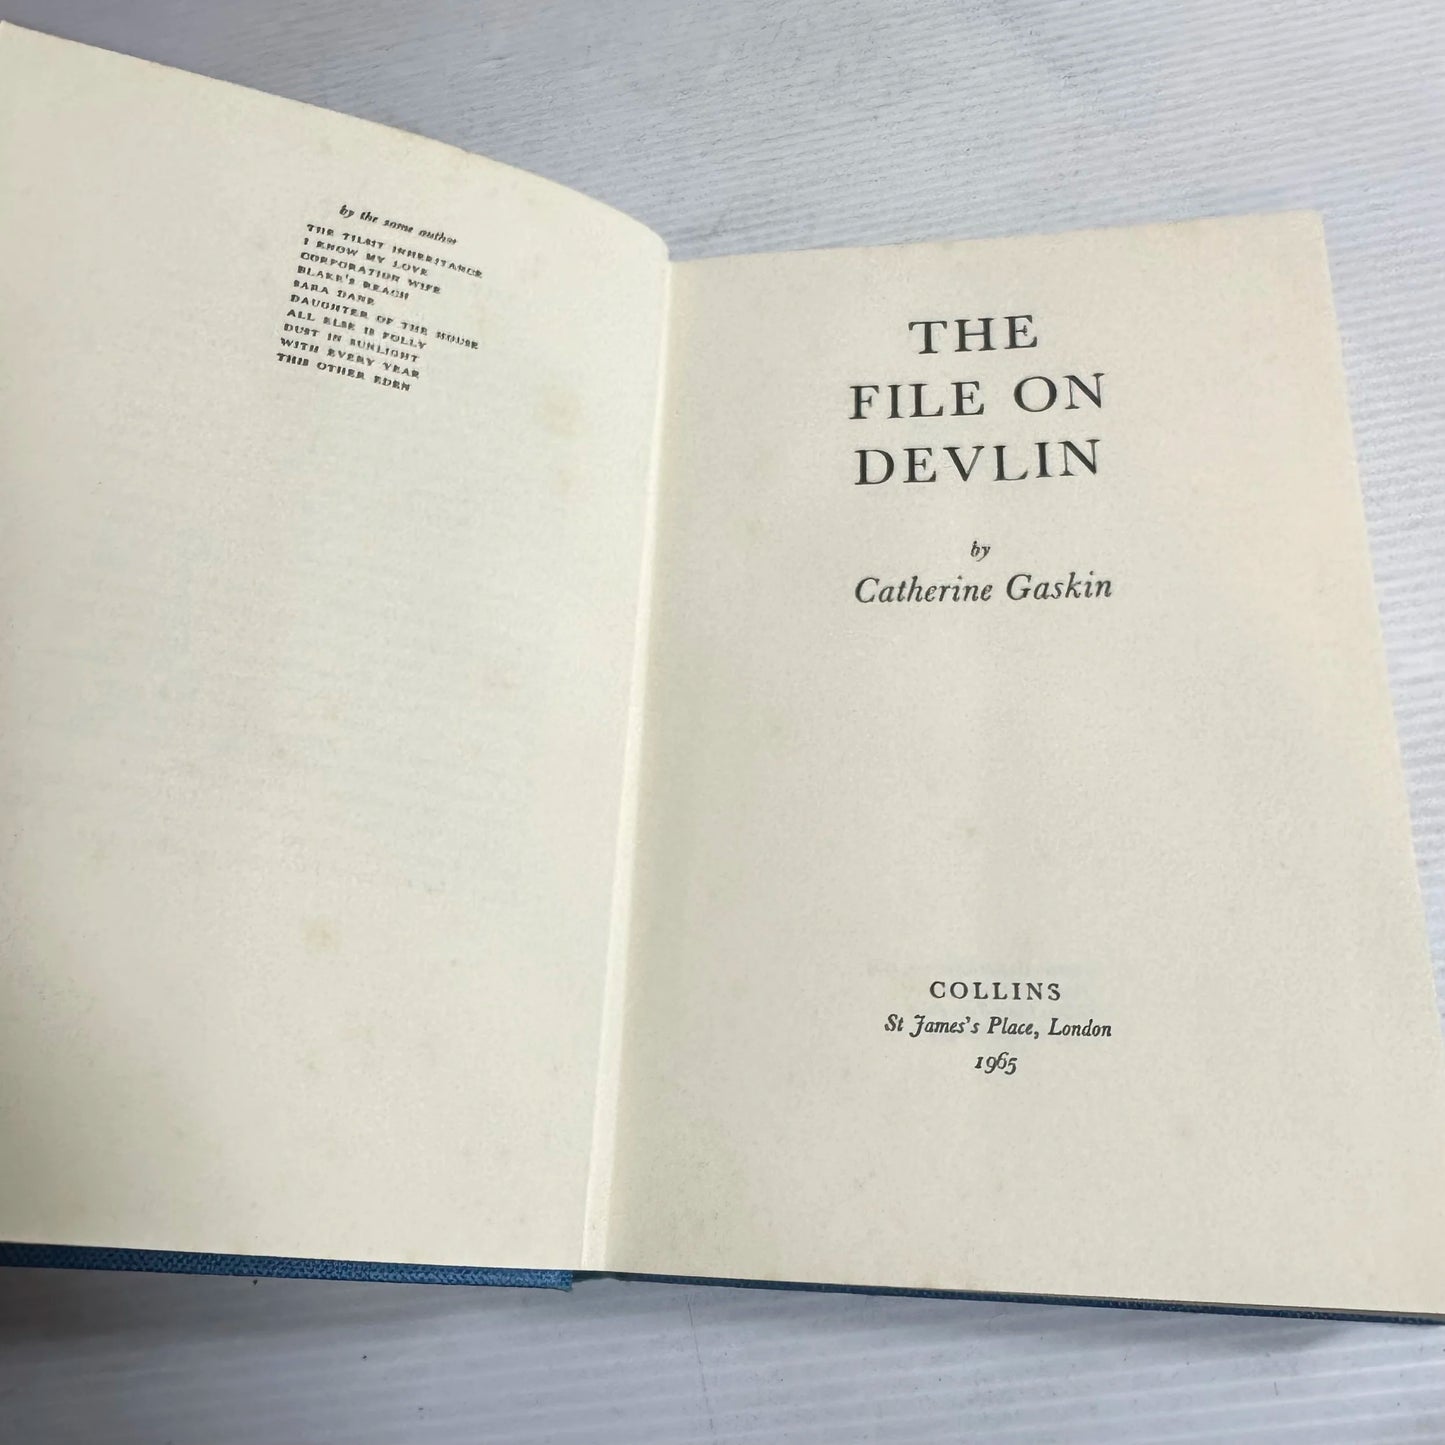 by the same author
THE TILSIT INHERITANCE
I KNOW MY LOVE
CORPORATION WIFE
BLAKE'S REACH
SARA DANE
DAUGHTER OF THE HOUSE
ALL ELSE IS FOLLY
DUST IN SUNLIGHT
WITH EVERY YEAR
THIS OTHER EDEN
THE
FILE ON
DEVLIN
by
Catherine Gaskin
COLLINS
St James's Place, London
1965